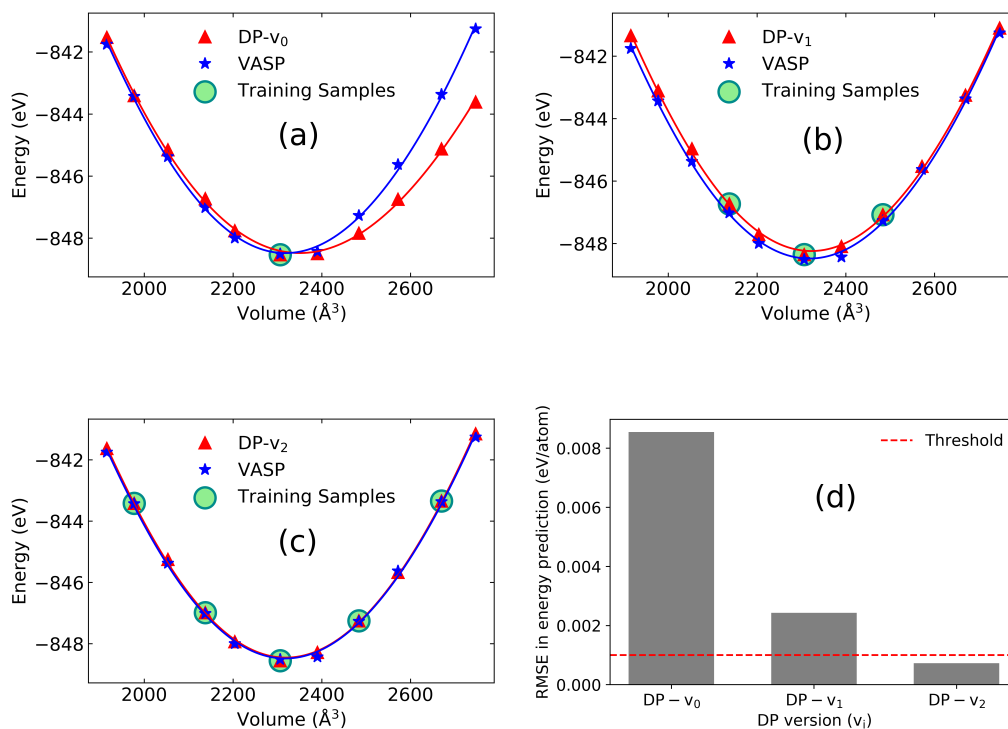 DP-v0
VASP
Training Samples
(a)
−842
−844
−846
−848
Energy (eV)
2000 2200 2400 2600
Volume (Å³)
DP-v1
VASP
Training Samples
(b)
−842
−844
−846
−848
Energy (eV)
2000 2200 2400 2600
Volume (Å³)
DP-v2
VASP
Training Samples
(c)
−842
−844
−846
−848
Energy (eV)
2000 2200 2400 2600
Volume (Å³)
Threshold
(d)
0.008
0.006
0.004
0.002
0.000
RMSE in energy prediction (eV/atom)
DP − v0 DP − v1 DP − v2
DP version (vi)